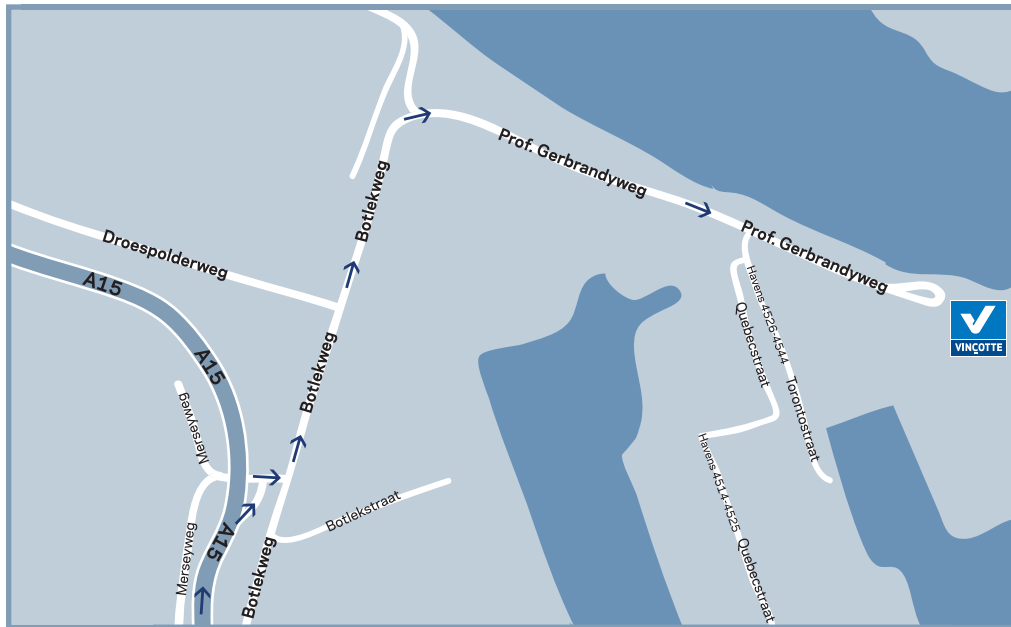 Prof. Gerbrandyweg
Botlekweg
Prof. Gerbrandyweg
Droespolderweg
A15
Havens 4526-4544
Torontostraat
Quebecstraat
VINÇOTTE
Botlekweg
A15
Merseyweg
Havens 4514-4525
Quebecstraat
Botlekstraat
A15
Merseyweg
Botlekweg